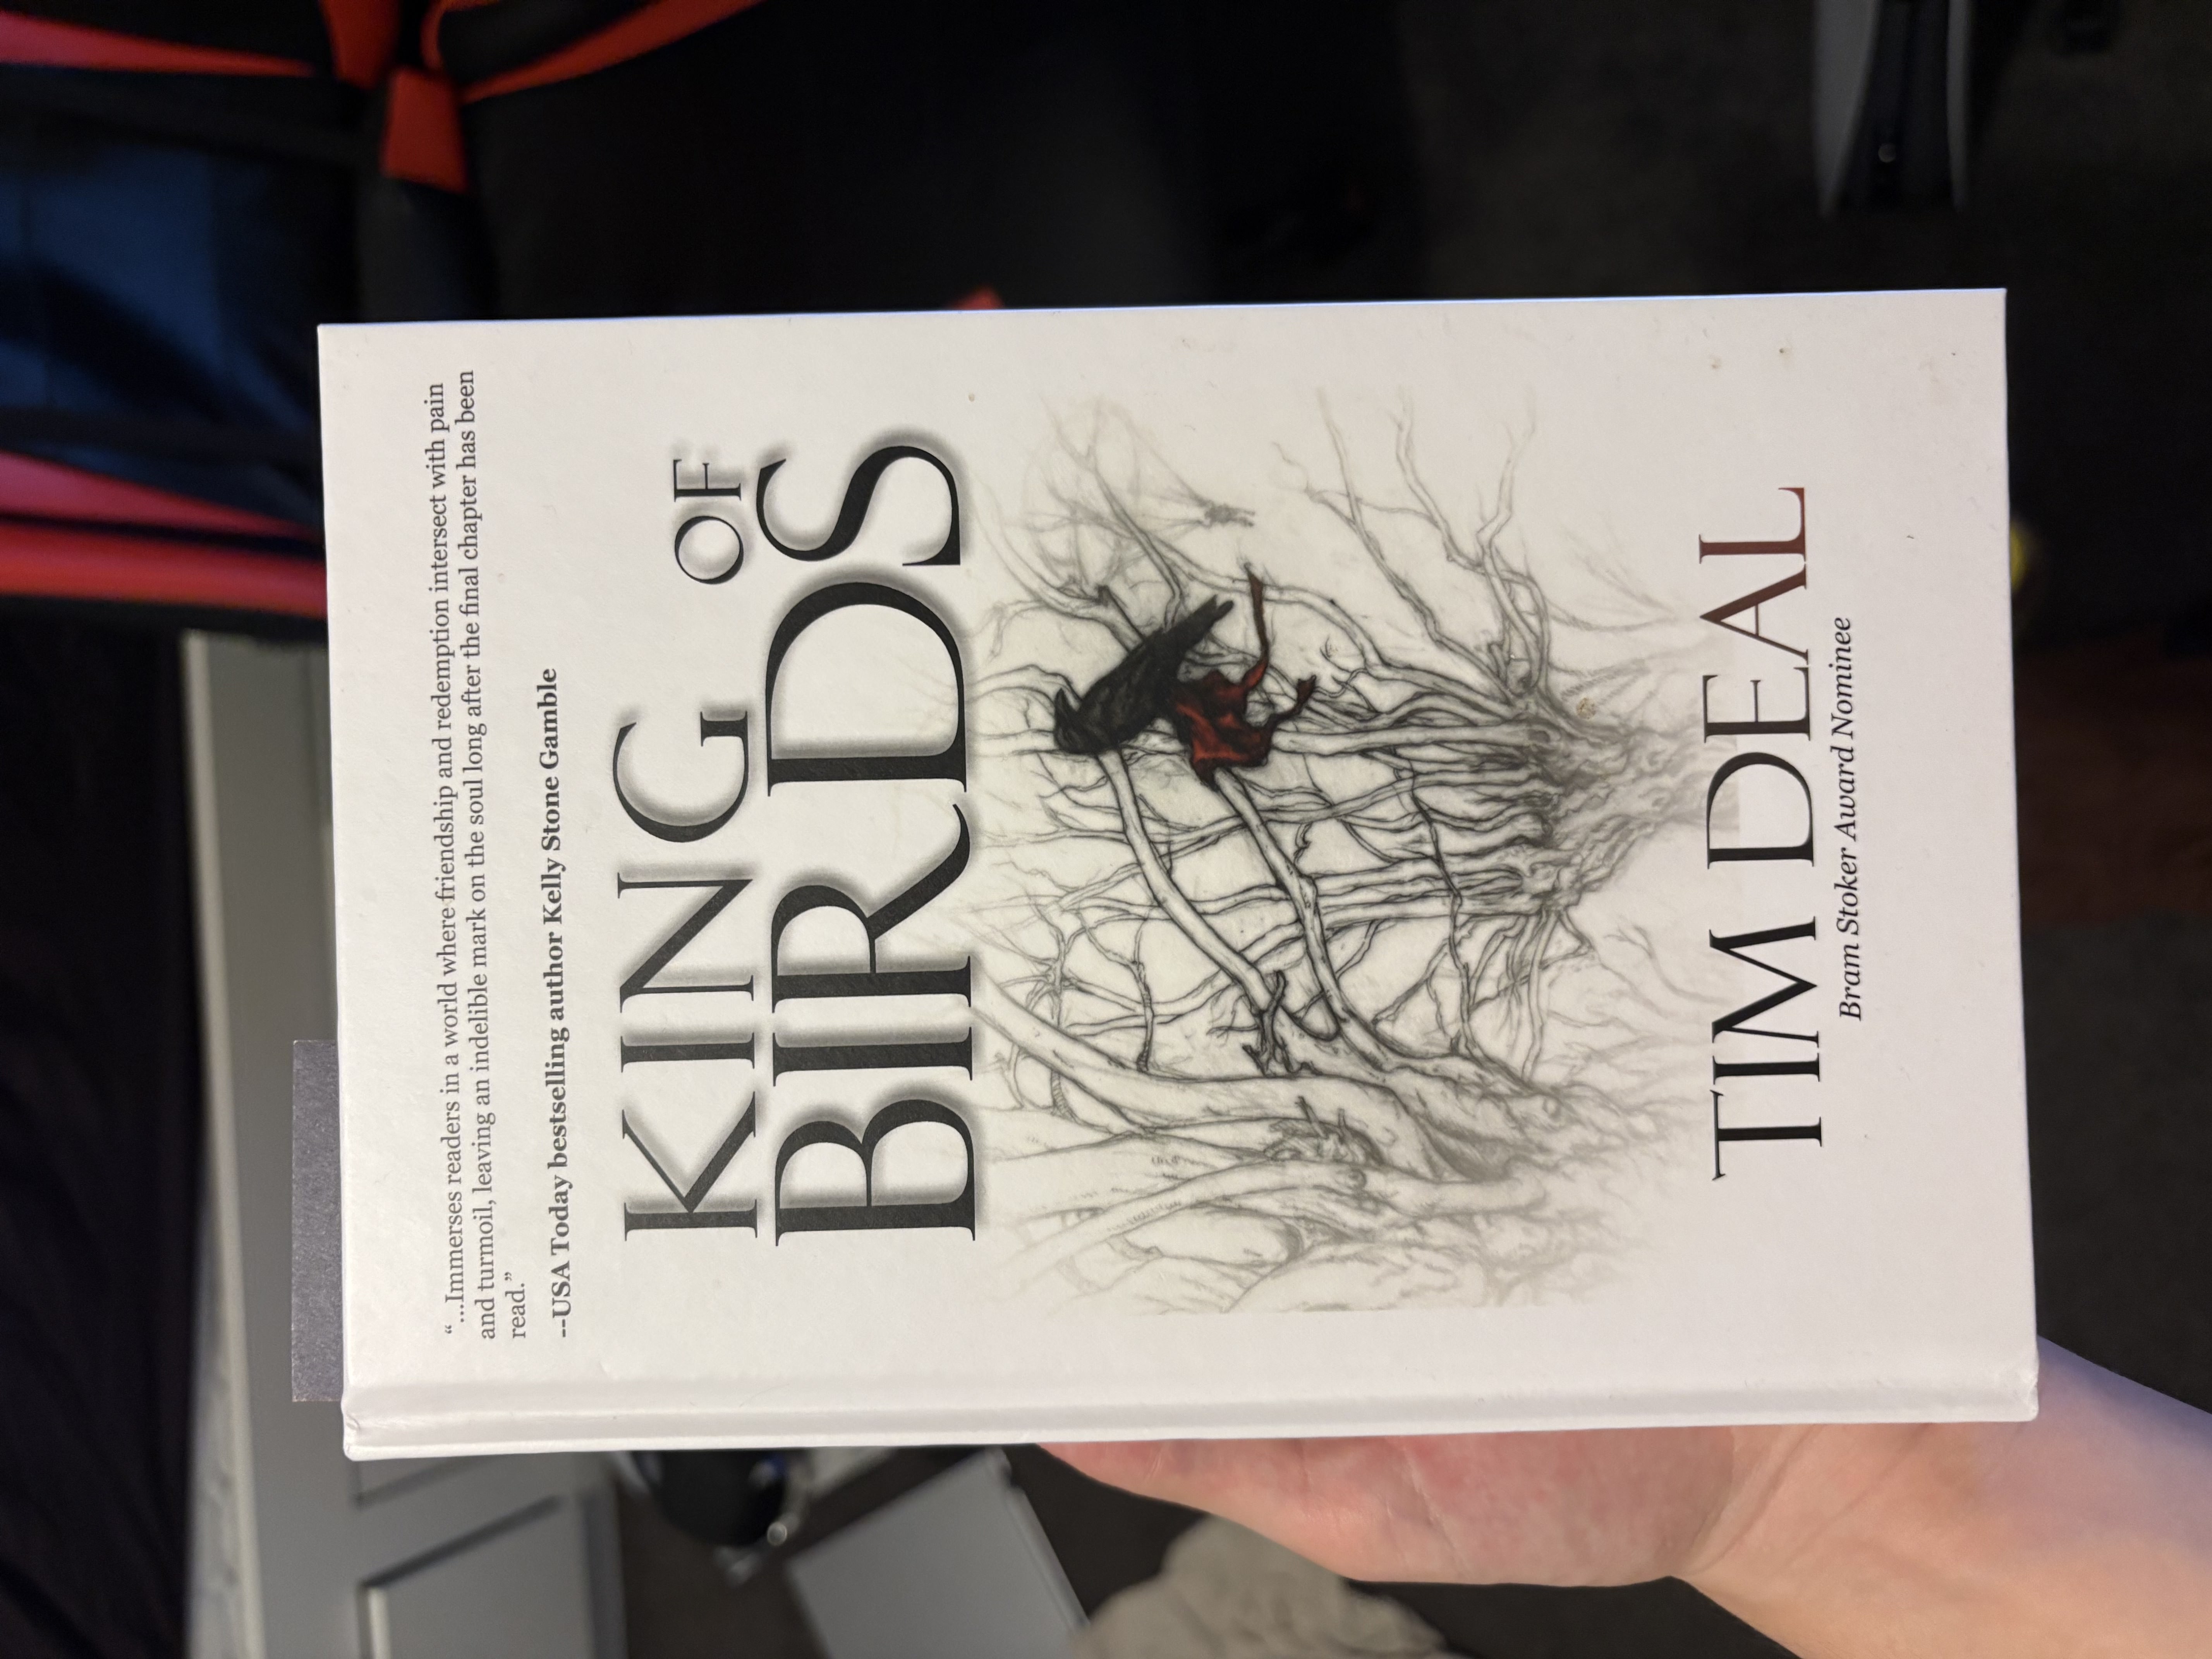 “...Immerses readers in a world where friendship and redemption intersect with pain
and turmoil, leaving an indelible mark on the soul long after the final chapter has been
read.”
--USA Today bestselling author Kelly Stone Gamble
KING OF
BIRDS
TIM DEAL
Bram Stoker Award Nominee